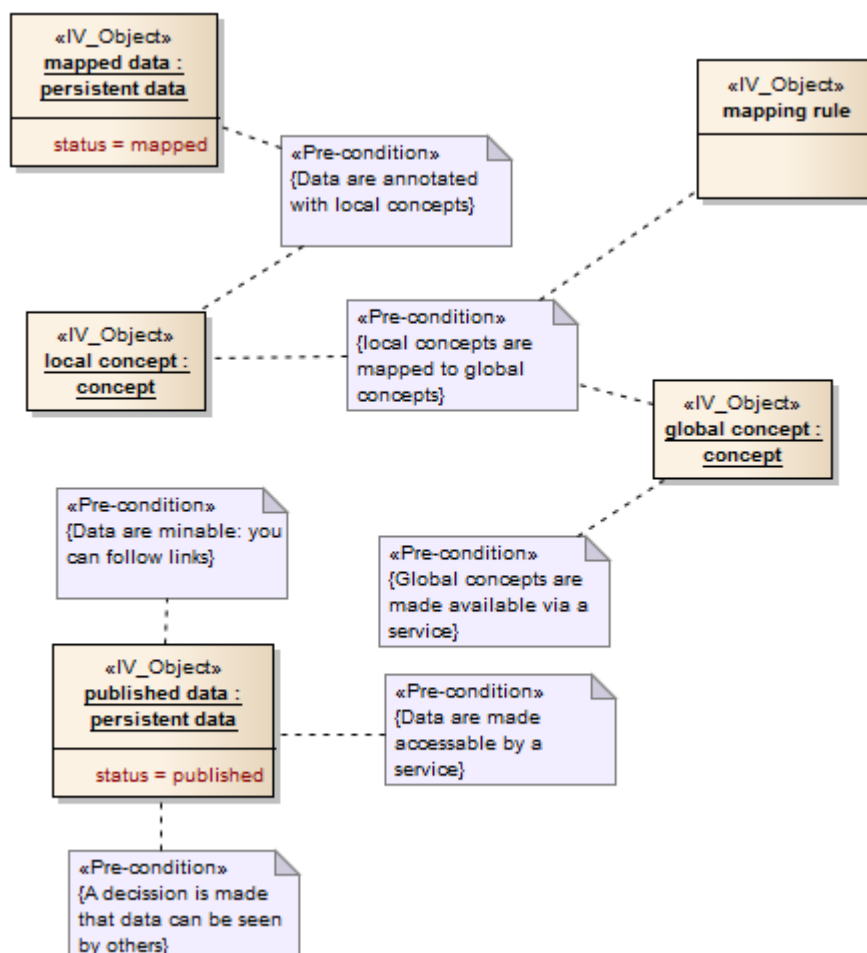 «IV_Object»
mapped data :
persistent data
status = mapped
«IV_Object»
mapping rule
«Pre-condition»
{Data are annotated
with local concepts}
«IV_Object»
local concept :
concept
«Pre-condition»
{local concepts are
mapped to global
concepts}
«IV_Object»
global concept :
concept
«Pre-condition»
{Data are minable: you
can follow links}
«Pre-condition»
{Global concepts are
made available via a
service}
«IV_Object»
published data :
persistent data
status = published
«Pre-condition»
{Data are made
accessable by a
service}
«Pre-condition»
{A decission is made
that data can be seen
by others}